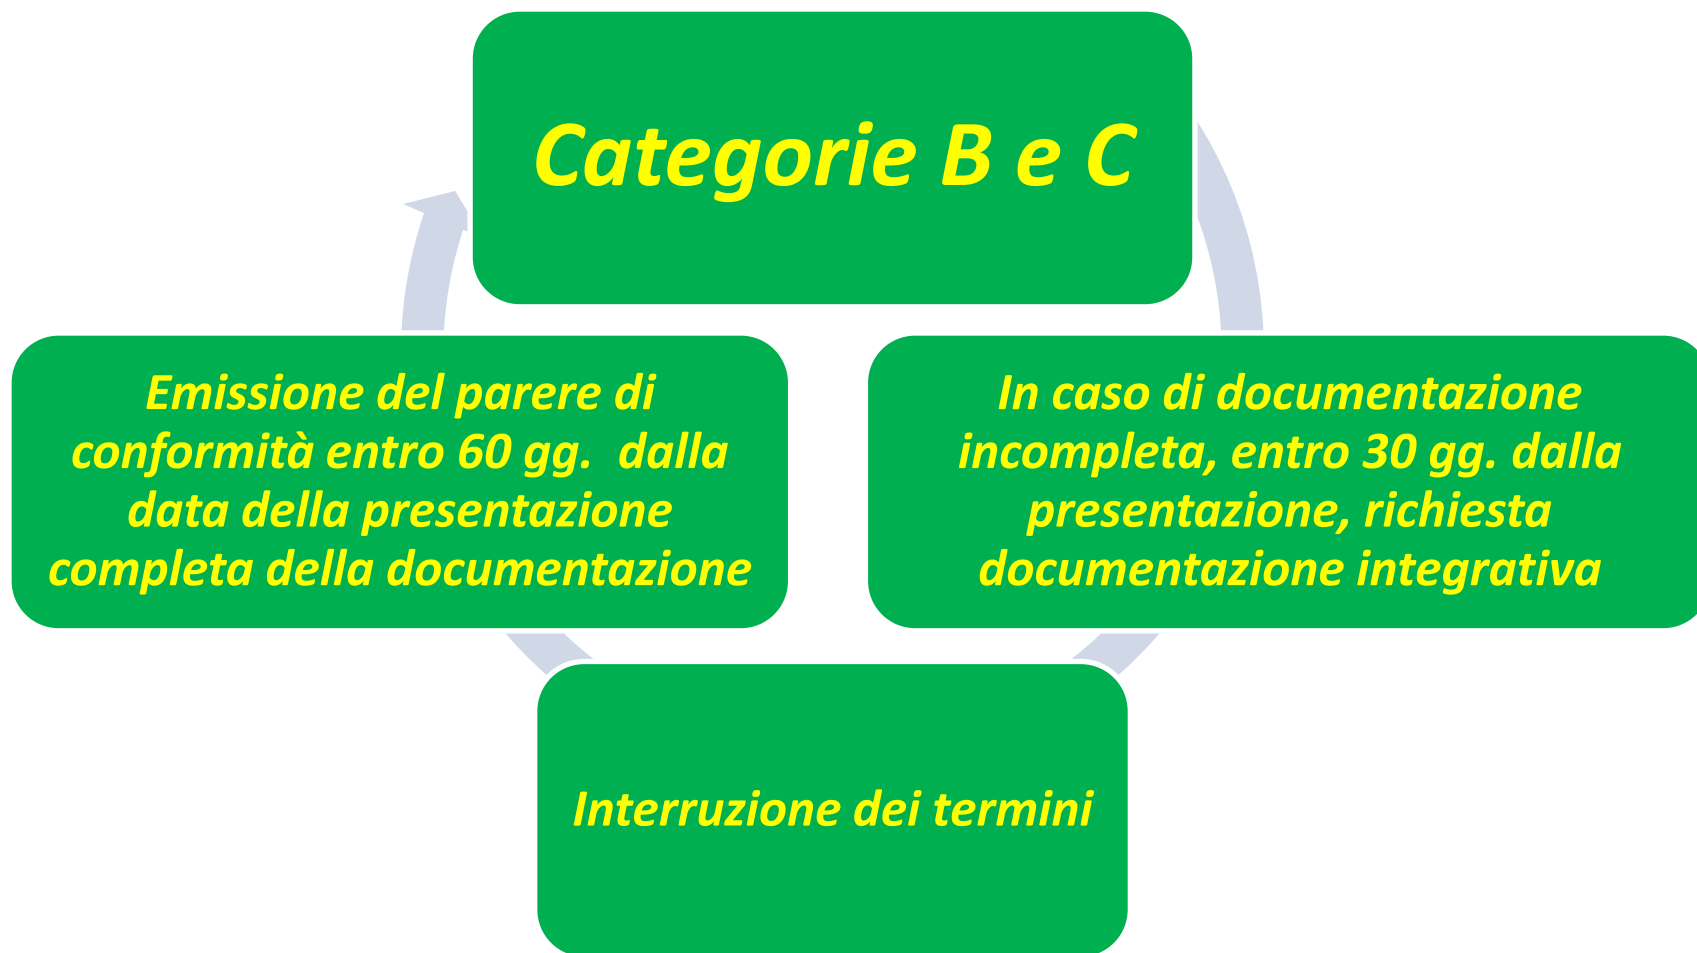 Categorie B e C
Emissione del parere di
conformità entro 60 gg. dalla
data della presentazione
completa della documentazione
In caso di documentazione
incompleta, entro 30 gg. dalla
presentazione, richiesta
documentazione integrativa
Interruzione dei termini